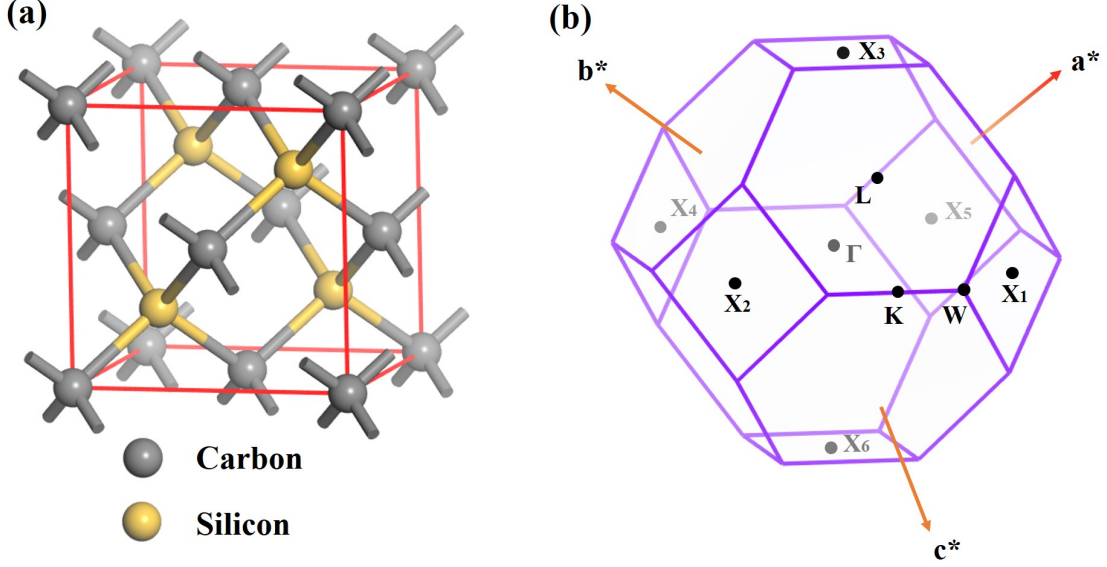 (a)
Carbon
Silicon
(b)
X3
b*
a*
L
X4
X5
Γ
X2
X1
K
W
X6
c*